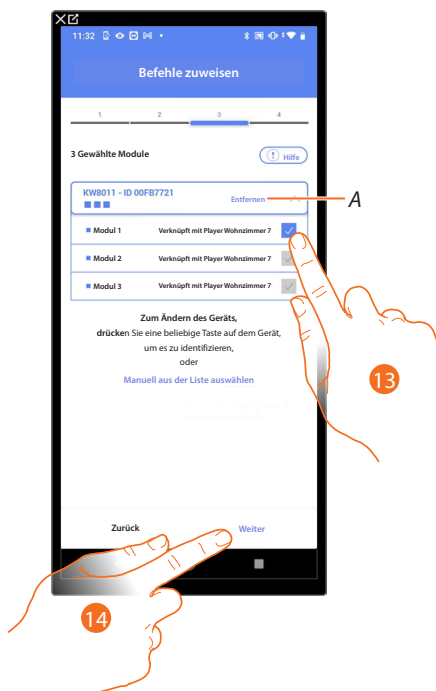 11:32
Befehle zuweisen
1 2 3 4
3 Gewählte Module
Hilfe
KW8011 - ID 00FB7721
Entfernen
A
Modul 1 Verknüpft mit Player Wohnzimmer 7
Modul 2 Verknüpft mit Player Wohnzimmer 7
Modul 3 Verknüpft mit Player Wohnzimmer 7
Zum Ändern des Geräts,
drücken Sie eine beliebige Taste auf dem Gerät,
um es zu identifizieren,
oder
Manuell aus der Liste auswählen
13
Zurück Weiter
14